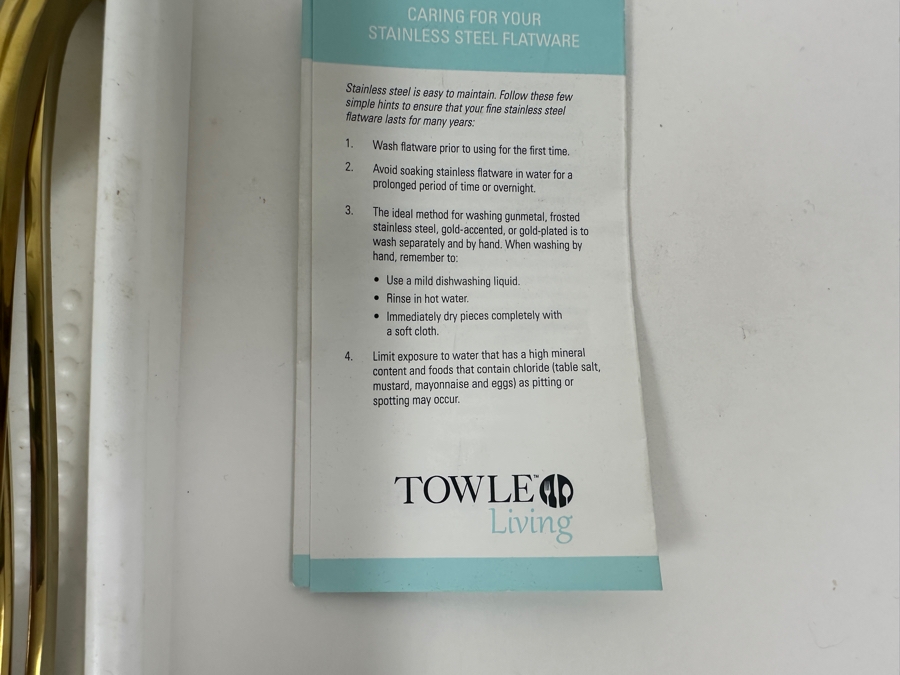 CARING FOR YOUR
STAINLESS STEEL FLATWARE
Stainless steel is easy to maintain. Follow these few
simple hints to ensure that your fine stainless steel
flatware lasts for many years:
1. Wash flatware prior to using for the first time.
2. Avoid soaking stainless flatware in water for a
prolonged period of time or overnight.
3. The ideal method for washing gunmetal, frosted
stainless steel, gold-accented, or gold-plated is to
wash separately and by hand. When washing by
hand, remember to:
• Use a mild dishwashing liquid.
• Rinse in hot water.
• Immediately dry pieces completely with
a soft cloth.
4. Limit exposure to water that has a high mineral
content and foods that contain chloride (table salt,
mustard, mayonnaise and eggs) as pitting or
spotting may occur.
TOWLE™
Living